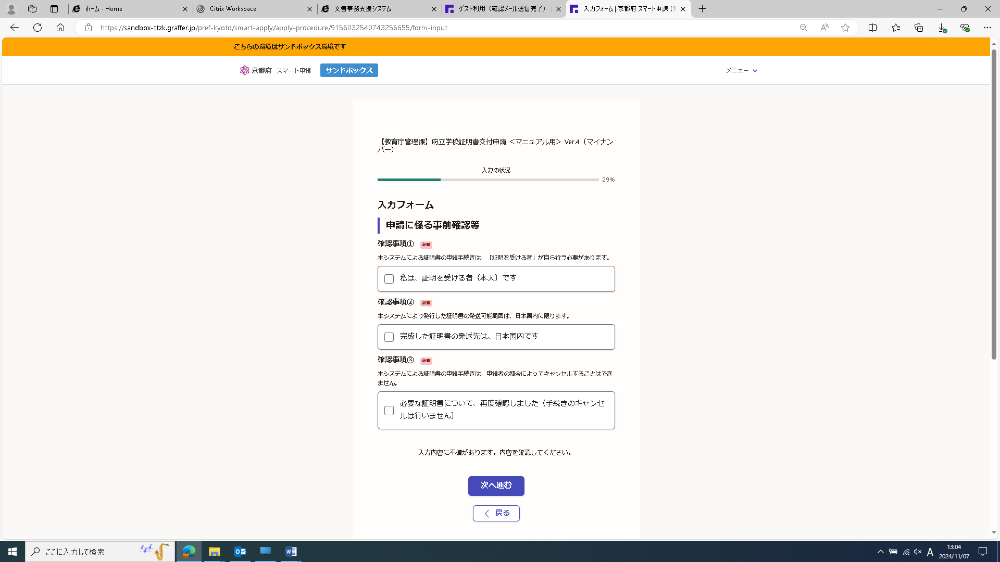 ホーム - Home
Citrix Workspace
文書事務支援システム
ゲスト利用（確認メール送信完了）
入力フォーム | 京都府 スマート申請
https://sandbox-ttzk.graffer.jp/pref-kyoto/smart-apply/apply-procedure/9156032540743256655/form-input
こちらの環境はサンドボックス環境です
京都府 スマート申請 サンドボックス
メニュー
【教育庁管理課】府立学校証明書交付申請 ＜マニュアル用＞ Ver.4（マイナン
バー）
入力の状況
29%
入力フォーム
申請に係る事前確認等
確認事項① 必須
本システムによる証明書の申請手続きは、「証明を受ける者」が自ら行う必要があります。
私は、証明を受ける者（本人）です
確認事項② 必須
本システムにより発行した証明書の発送可能範囲は、日本国内に限ります。
完成した証明書の発送先は、日本国内です
確認事項③ 必須
本システムによる証明書の申請手続きは、申請者の都合によってキャンセルすることはでき
ません。
必要な証明書について、再度確認しました（手続きのキャンセ
ルは行いません）
入力内容に不備があります。内容を確認してください。
次へ進む
戻る
ここに入力して検索
A
13:04
2024/11/07